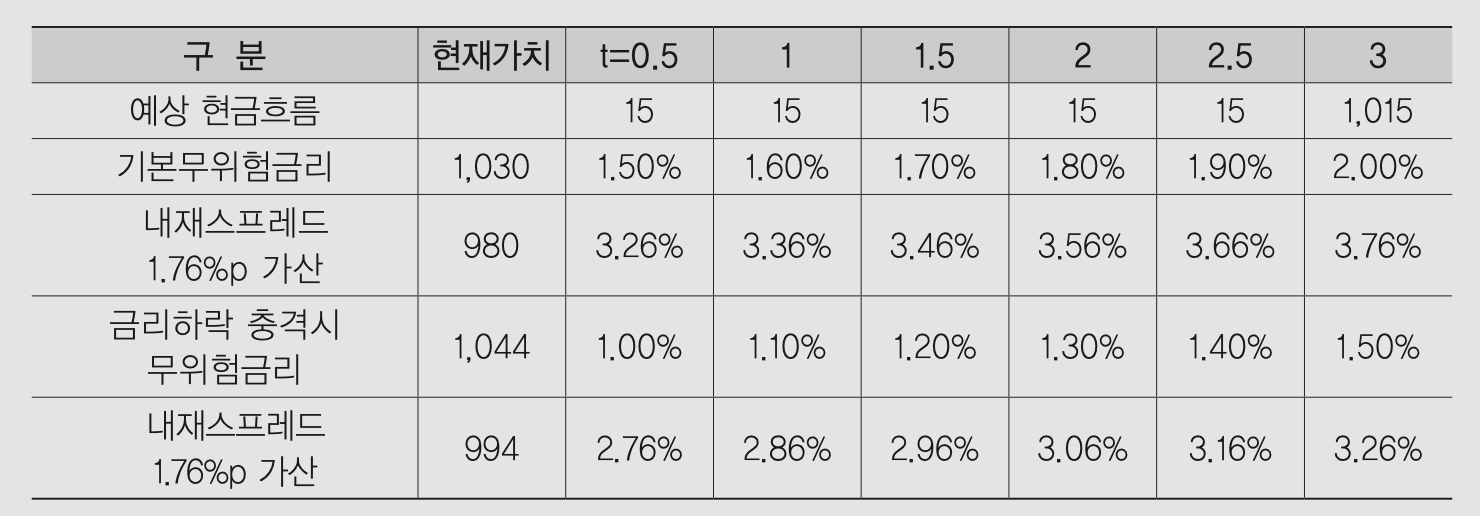 구 분 현재가치 t=0.5 1 1.5 2 2.5 3
예상 현금흐름 15 15 15 15 15 1,015
기본무위험금리 1,030 1.50% 1.60% 1.70% 1.80% 1.90% 2.00%
내재스프레드
1.76%p 가산 980 3.26% 3.36% 3.46% 3.56% 3.66% 3.76%
금리하락 충격시
무위험금리 1,044 1.00% 1.10% 1.20% 1.30% 1.40% 1.50%
내재스프레드
1.76%p 가산 994 2.76% 2.86% 2.96% 3.06% 3.16% 3.26%